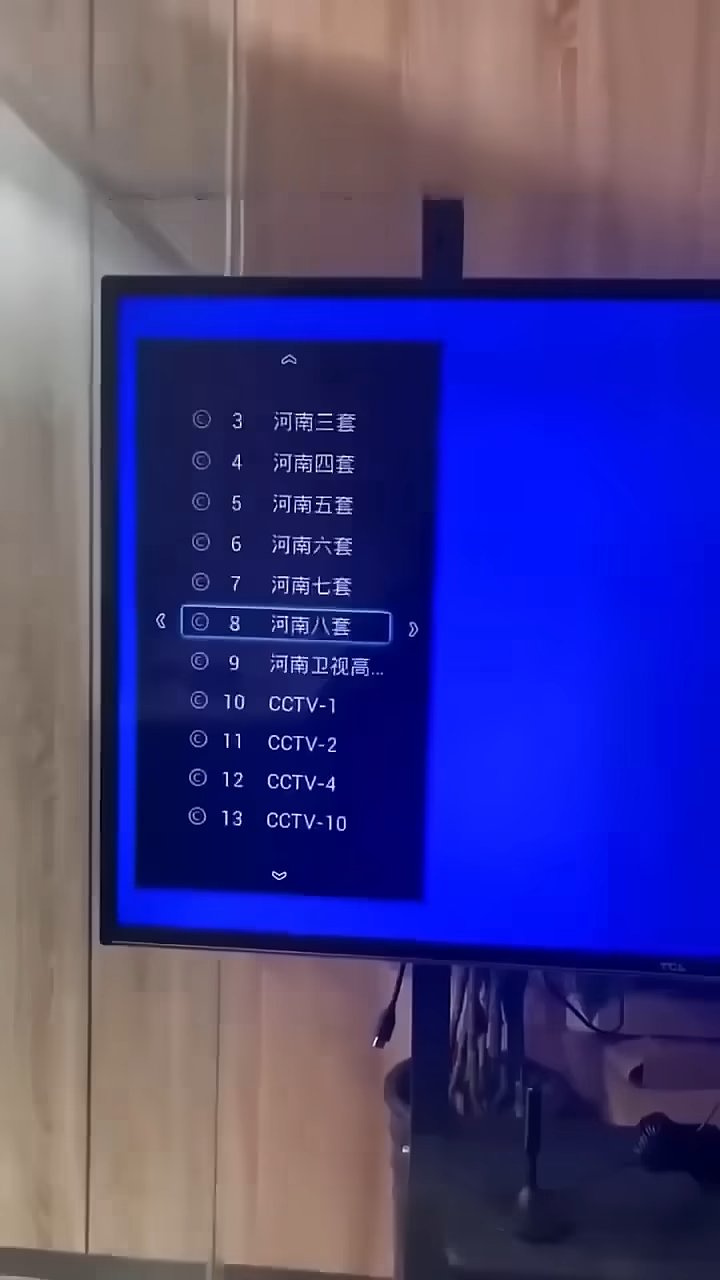 © 3 河南三套
© 4 河南四套
© 5 河南五套
© 6 河南六套
© 7 河南七套
© 8 河南八套
© 9 河南卫视高...
© 10 CCTV-1
© 11 CCTV-2
© 12 CCTV-4
© 13 CCTV-10
TCL